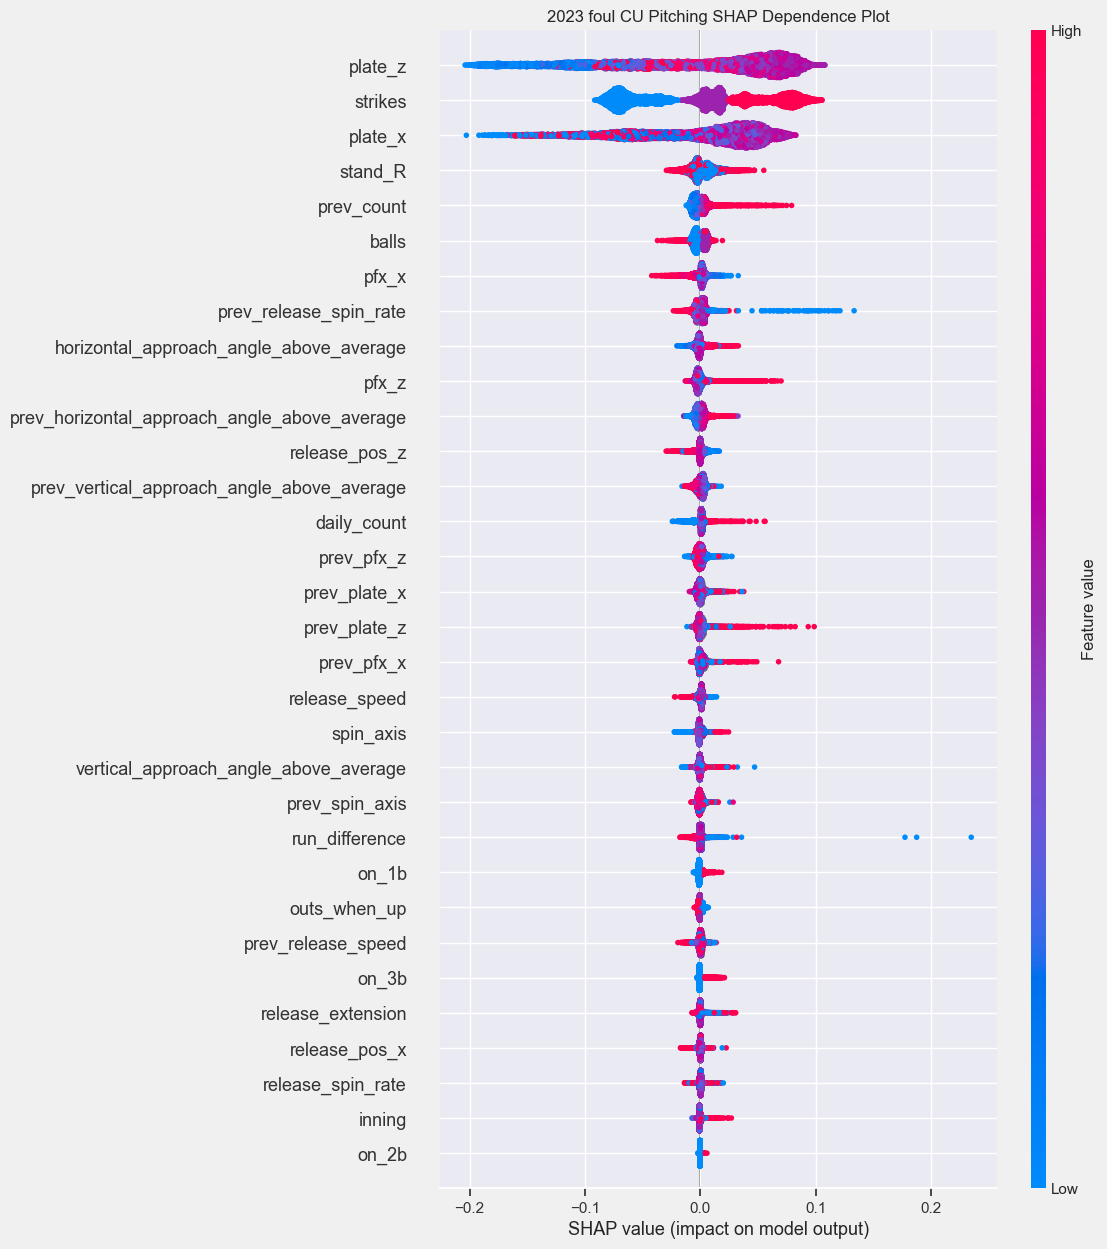 2023 foul CU Pitching SHAP Dependence Plot
High
plate_z
strikes
plate_x
stand_R
prev_count
balls
pfx_x
prev_release_spin_rate
horizontal_approach_angle_above_average
pfx_z
prev_horizontal_approach_angle_above_average
release_pos_z
prev_vertical_approach_angle_above_average
daily_count
prev_pfx_z
prev_plate_x
prev_plate_z
prev_pfx_x
release_speed
spin_axis
vertical_approach_angle_above_average
prev_spin_axis
run_difference
on_1b
outs_when_up
prev_release_speed
on_3b
release_extension
release_pos_x
release_spin_rate
inning
on_2b
Feature value
Low
−0.2 −0.1 0.0 0.1 0.2
SHAP value (impact on model output)